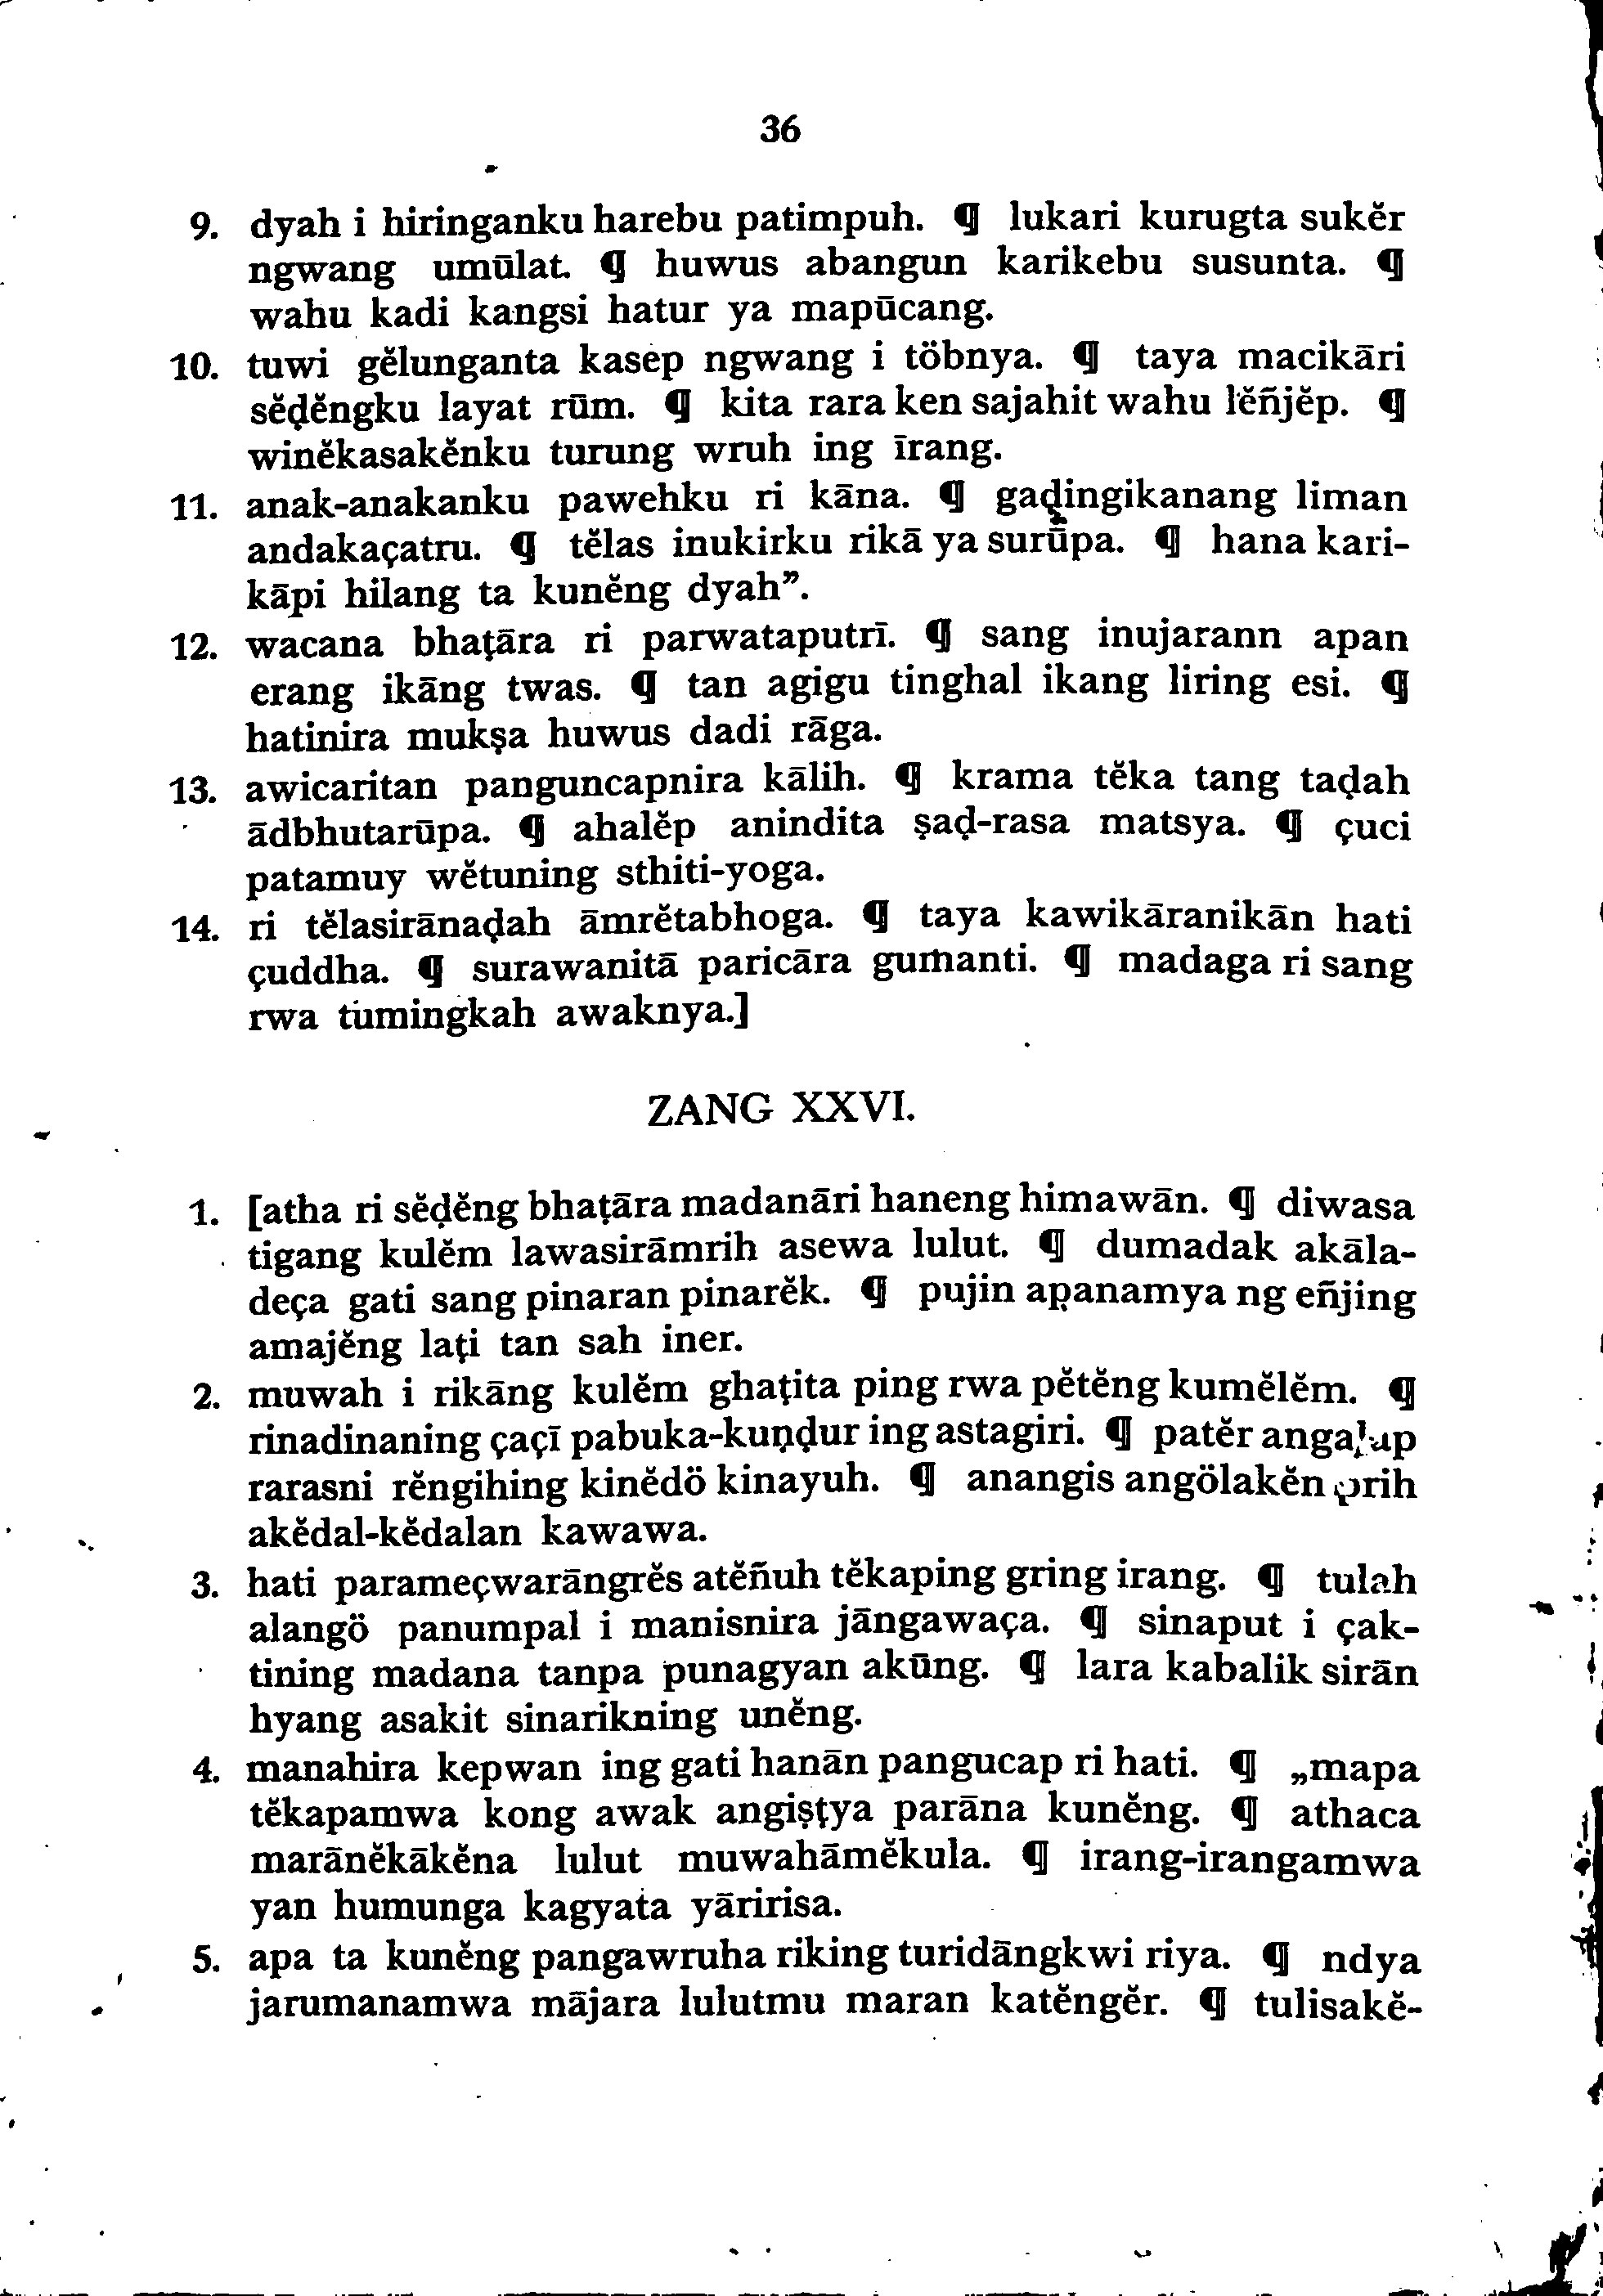 36
9. dyah i hiringanku harebu patimpuh. ¶ lukari kurugta sukĕr
ngwang umūlat. ¶ huwus abangun karikebu susunta. ¶
wahu kadi kangsi hatur ya mapūcang.
10. tuwi gĕlunganta kasep ngwang i töbnya. ¶ taya macikāri
sĕḍĕngku layat rūm. ¶ kita rara ken sajahit wahu lĕñjĕp. ¶
winĕkasakĕnku turung wruh ing īrang.
11. anak-anakanku pawehku ri kāna. ¶ gaḍingikanang liman
andakaçatru. ¶ tĕlas inukirku rikā ya surūpa. ¶ hana kari-
kāpi hilang ta kunĕng dyah”.
12. wacana bhaṭāra ri parwataputrī. ¶ sang inujarann apan
erang ikāng twas. ¶ tan agigu tinghal ikang liring esi. ¶
hatinira mukṣa huwus dadi rāga.
13. awicaritan panguncapnira kālih. ¶ krama tĕka tang taḍah
ādbhutarūpa. ¶ ahalĕp anindita ṣaḍ-rasa matsya. ¶ çuci
patamuy wĕtuning sthiti-yoga.
14. ri tĕlasirānaḍah āmrĕtabhoga. ¶ taya kawikāranikān hati
çuddha. ¶ surawanitā paricāra gumanti. ¶ madaga ri sang
rwa tumingkah awaknya.]
ZANG XXVI.
1. [atha ri sĕḍĕng bhaṭāra madanāri haneng himawān. ¶ diwasa
tigang kulĕm lawasirāmrih asewa lulut. ¶ dumadak akāla-
deça gati sang pinaran pinarĕk. ¶ pujin apanamya ng eñjing
amajĕng laṭi tan sah iner.
2. muwah i rikāng kulĕm ghaṭita ping rwa pĕtĕng kumĕlĕm. ¶
rinadinaning çaçī pabuka-kuṇḍur ing astagiri. ¶ patĕr angaḷap
rarasni rĕngihing kinĕdö kinayuh. ¶ anangis angölakĕn prih
akĕdal-kĕdalan kawawa.
3. hati parameçwarāngrĕs atĕñuh tĕkaping gring irang. ¶ tulah
alangö panumpal i manisnira jāngawaça. ¶ sinaput i çak-
tining madana tanpa punagyan akūng. ¶ lara kabalik sirān
hyang asakit sinarikning unĕng.
4. manahira kepwan ing gati hanān pangucap ri hati. ¶ „mapa
tĕkapamwa kong awak angiṣṭya parāna kunĕng. ¶ athaca
marānĕkākĕna lulut muwahāmĕkula. ¶ irang-irangamwa
yan humunga kagyata yāririsa.
5. apa ta kunĕng pangawruha riking turidāngkwi riya. ¶ ndya
jarumanamwa mājara lulutmu maran katĕngĕr. ¶ tulisakĕ-